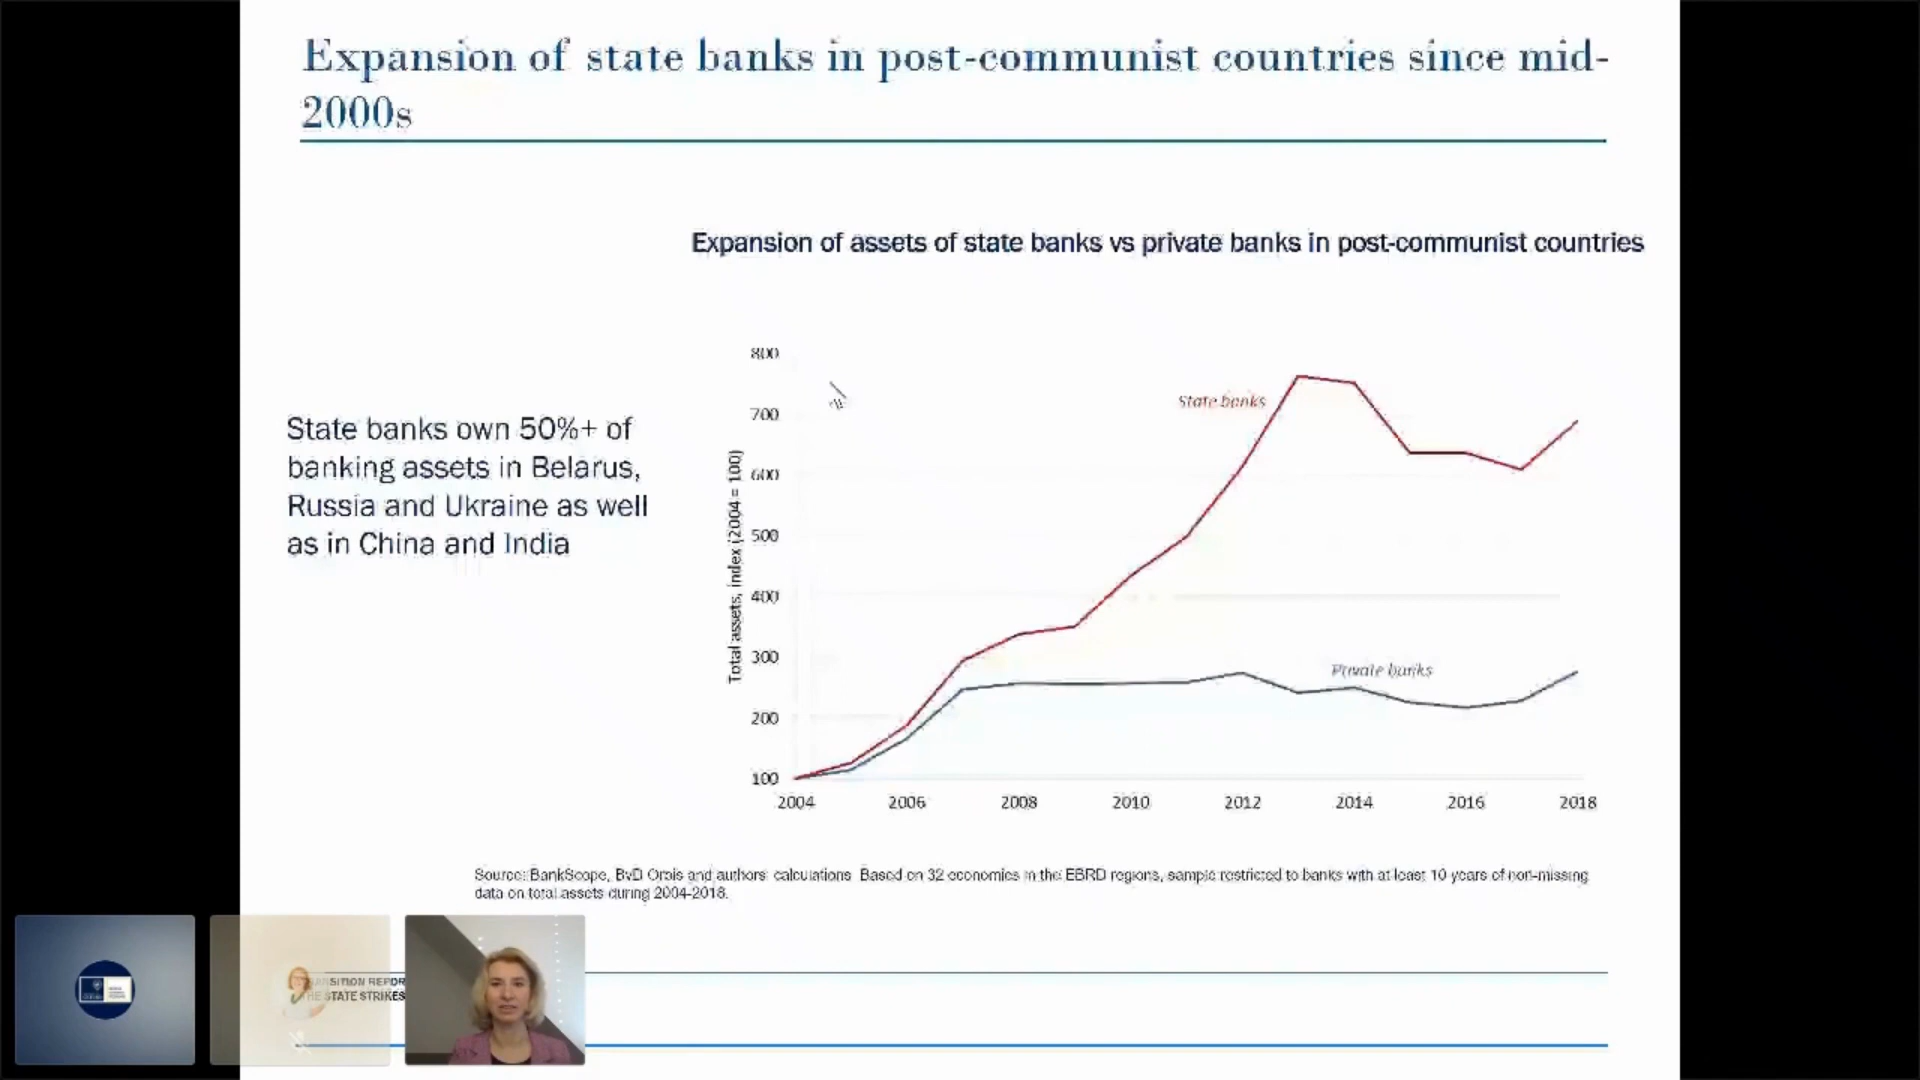 Expansion of state banks in post-communist countries since mid-
2000s
Expansion of assets of state banks vs private banks in post-communist countries
State banks own 50%+ of
banking assets in Belarus,
Russia and Ukraine as well
as in China and India
Total assets, index (2004 = 100)
800
700
600
500
400
300
200
100
State banks
Private banks
2004 2006 2008 2010 2012 2014 2016 2018
Source: BankScope, BvD Orbis and authors' calculations. Based on 32 economies in the EBRD regions, sample restricted to banks with at least 10 years of non-missing
data on total assets during 2004-2018.
SITION REPOR
THE STATE STRIKES